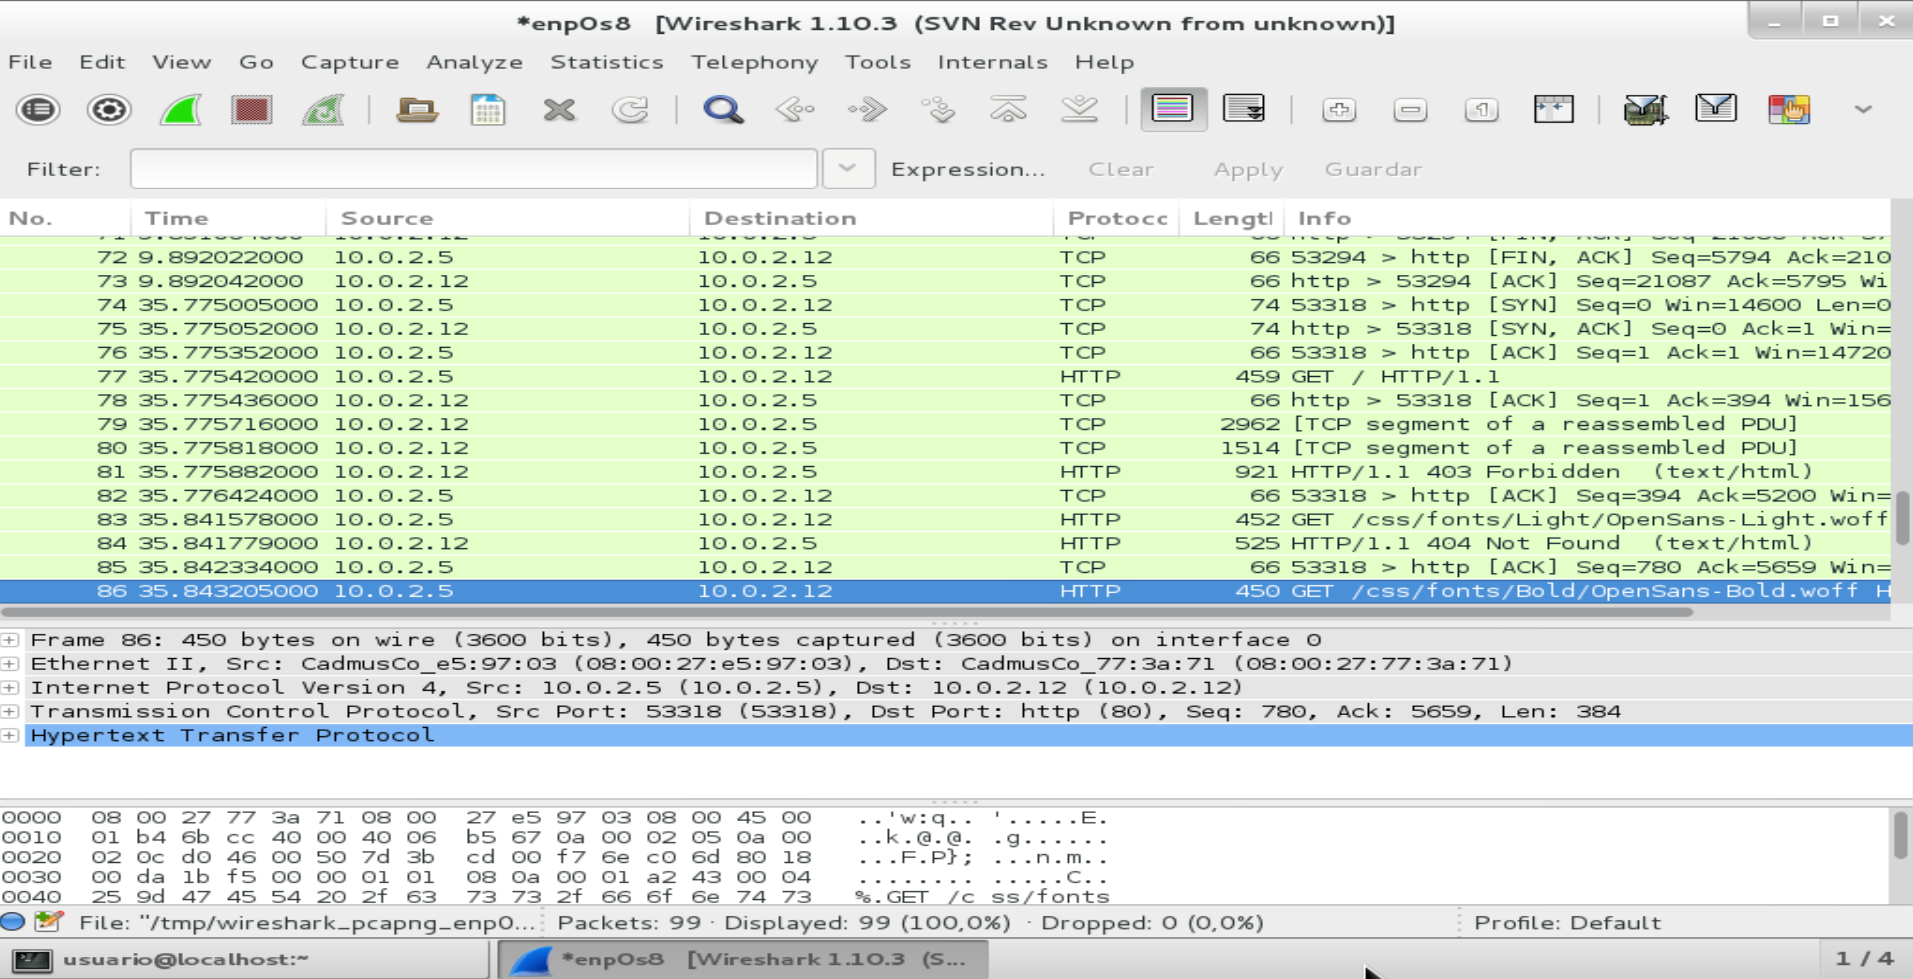 *enp0s8 [Wireshark 1.10.3 (SVN Rev Unknown from unknown)]
File Edit View Go Capture Analyze Statistics Telephony Tools Internals Help
Filter: Expression... Clear Apply Guardar
No. Time Source Destination Protocc Lengtl Info
72 9.892022000 10.0.2.5 10.0.2.12 TCP 66 53294 > http [FIN, ACK] Seq=5794 Ack=210
73 9.892042000 10.0.2.12 10.0.2.5 TCP 66 http > 53294 [ACK] Seq=21087 Ack=5795 Wi
74 35.775005000 10.0.2.5 10.0.2.12 TCP 74 53318 > http [SYN] Seq=0 Win=14600 Len=0
75 35.775052000 10.0.2.12 10.0.2.5 TCP 74 http > 53318 [SYN, ACK] Seq=0 Ack=1 Win=
76 35.775352000 10.0.2.5 10.0.2.12 TCP 66 53318 > http [ACK] Seq=1 Ack=1 Win=14720
77 35.775420000 10.0.2.5 10.0.2.12 HTTP 459 GET / HTTP/1.1
78 35.775436000 10.0.2.12 10.0.2.5 TCP 66 http > 53318 [ACK] Seq=1 Ack=394 Win=156
79 35.775716000 10.0.2.12 10.0.2.5 TCP 2962 [TCP segment of a reassembled PDU]
80 35.775818000 10.0.2.12 10.0.2.5 TCP 1514 [TCP segment of a reassembled PDU]
81 35.775882000 10.0.2.12 10.0.2.5 HTTP 921 HTTP/1.1 403 Forbidden (text/html)
82 35.776424000 10.0.2.5 10.0.2.12 TCP 66 53318 > http [ACK] Seq=394 Ack=5200 Win=
83 35.841578000 10.0.2.5 10.0.2.12 HTTP 452 GET /css/fonts/Light/OpenSans-Light.woff
84 35.841779000 10.0.2.12 10.0.2.5 HTTP 525 HTTP/1.1 404 Not Found (text/html)
85 35.842334000 10.0.2.5 10.0.2.12 TCP 66 53318 > http [ACK] Seq=780 Ack=5659 Win=
86 35.843205000 10.0.2.5 10.0.2.12 HTTP 450 GET /css/fonts/Bold/OpenSans-Bold.woff H
Frame 86: 450 bytes on wire (3600 bits), 450 bytes captured (3600 bits) on interface 0
Ethernet II, Src: CadmusCo_e5:97:03 (08:00:27:e5:97:03), Dst: CadmusCo_77:3a:71 (08:00:27:77:3a:71)
Internet Protocol Version 4, Src: 10.0.2.5 (10.0.2.5), Dst: 10.0.2.12 (10.0.2.12)
Transmission Control Protocol, Src Port: 53318 (53318), Dst Port: http (80), Seq: 780, Ack: 5659, Len: 384
Hypertext Transfer Protocol
0000 08 00 27 77 3a 71 08 00 27 e5 97 03 08 00 45 00 ..'w:q.. '.....E.
0010 01 b4 6b cc 40 00 40 06 b5 67 0a 00 02 05 0a 00 ..k.@.@. .g......
0020 02 0c d0 46 00 50 7d 3b cd 00 f7 6e c0 6d 80 18 ...F.P}; ...n.m..
0030 00 da 1b f5 00 00 01 01 08 0a 00 01 a2 43 00 04 ........ .....C..
0040 25 9d 47 45 54 20 2f 63 73 73 2f 66 6f 6e 74 73 %.GET /c ss/fonts
File: "/tmp/wireshark_pcapng_enp0... Packets: 99 · Displayed: 99 (100,0%) · Dropped: 0 (0,0%) Profile: Default
usuario@localhost:~ *enp0s8 [Wireshark 1.10.3 (S... 1 / 4